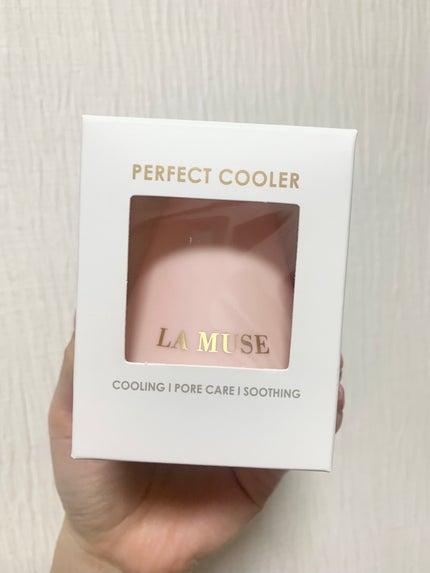 PERFECT COOLER
LA MUSE
COOLING I PORE CARE I SOOTHING